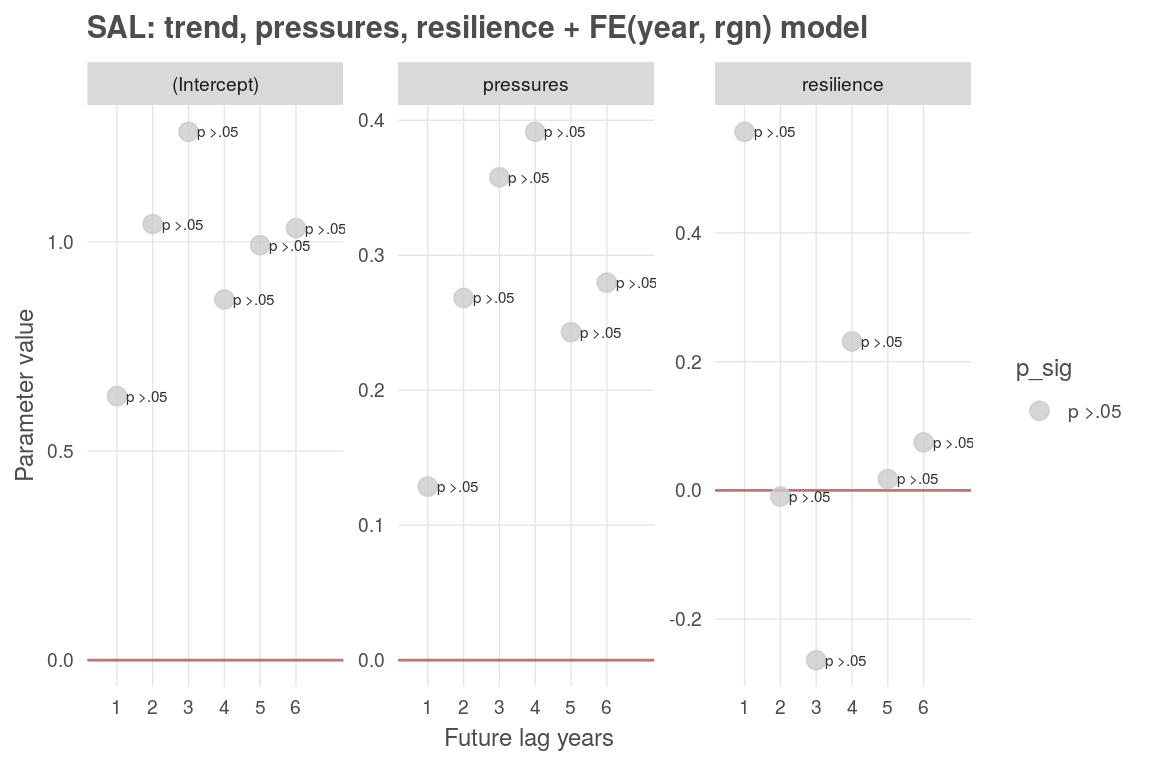 SAL: trend, pressures, resilience + FE(year, rgn) model
(Intercept)
pressures
resilience
Parameter value
1.0
0.5
0.0
p >.05
p >.05
p >.05
p >.05
p >.05
p >.05
1 2 3 4 5 6
0.4
0.3
0.2
0.1
0.0
p >.05
p >.05
p >.05
p >.05
p >.05
p >.05
1 2 3 4 5 6
0.4
0.2
0.0
-0.2
p >.05
p >.05
p >.05
p >.05
p >.05
p >.05
1 2 3 4 5 6
Future lag years
p_sig
p >.05